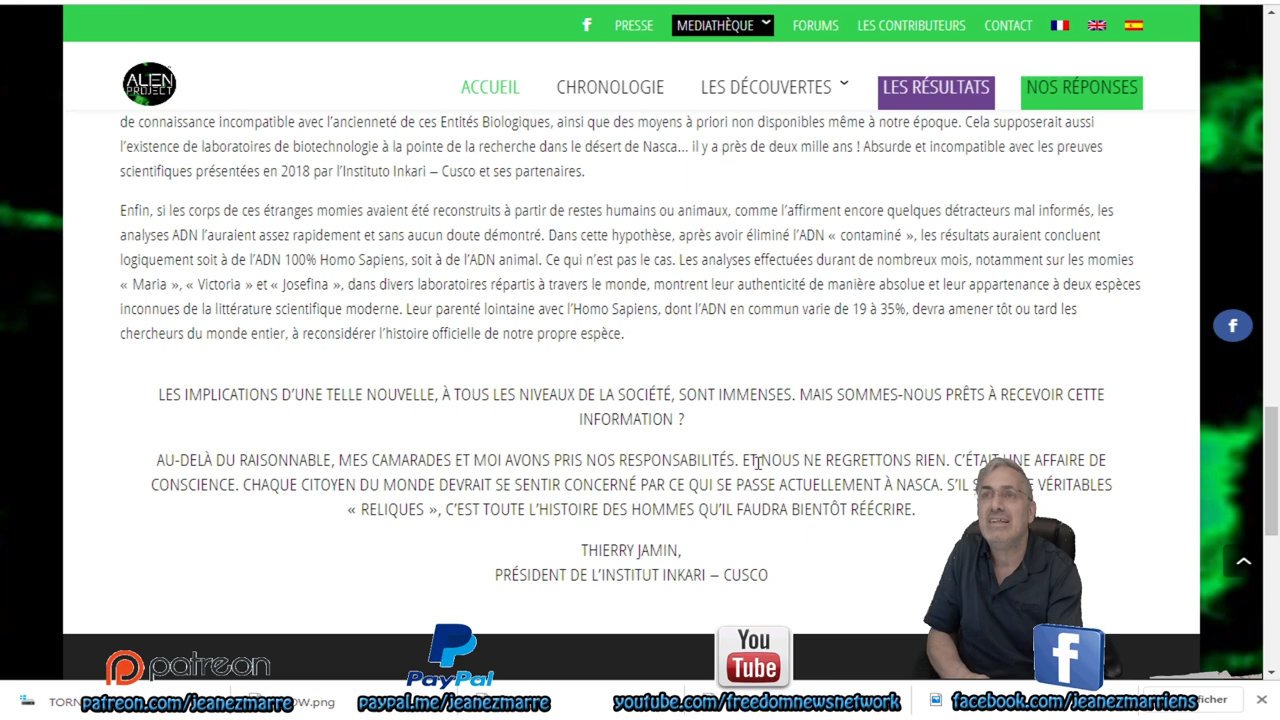 PRESSE MEDIATHÈQUE FORUMS LES CONTRIBUTEURS CONTACT
ALIEN PROJECT
ACCUEIL CHRONOLOGIE LES DÉCOUVERTES LES RÉSULTATS NOS RÉPONSES
de connaissance incompatible avec l'ancienneté de ces Entités Biologiques, ainsi que des moyens à priori non disponibles même à notre époque. Cela supposerait aussi
l'existence de laboratoires de biotechnologie à la pointe de la recherche dans le désert de Nasca... il y a près de deux mille ans ! Absurde et incompatible avec les preuves
scientifiques présentées en 2018 par l'Instituto Inkari – Cusco et ses partenaires.
Enfin, si les corps de ces étranges momies avaient été reconstruits à partir de restes humains ou animaux, comme l'affirment encore quelques détracteurs mal informés, les
analyses ADN l'auraient assez rapidement et sans aucun doute démontré. Dans cette hypothèse, après avoir éliminé l'ADN « contaminé », les résultats auraient concluent
logiquement soit à de l'ADN 100% Homo Sapiens, soit à de l'ADN animal. Ce qui n'est pas le cas. Les analyses effectuées durant de nombreux mois, notamment sur les momies
« Maria », « Victoria » et « Josefina », dans divers laboratoires répartis à travers le monde, montrent leur authenticité de manière absolue et leur appartenance à deux espèces
inconnues de la littérature scientifique moderne. Leur parenté lointaine avec l'Homo Sapiens, dont l'ADN en commun varie de 19 à 35%, devra amener tôt ou tard les
chercheurs du monde entier, à reconsidérer l'histoire officielle de notre propre espèce.
LES IMPLICATIONS D'UNE TELLE NOUVELLE, À TOUS LES NIVEAUX DE LA SOCIÉTÉ, SONT IMMENSES. MAIS SOMMES-NOUS PRÊTS À RECEVOIR CETTE
INFORMATION ?
AU-DELÀ DU RAISONNABLE, MES CAMARADES ET MOI AVONS PRIS NOS RESPONSABILITÉS. ET NOUS NE REGRETTONS RIEN. C'ÉTAIT UNE AFFAIRE DE
CONSCIENCE. CHAQUE CITOYEN DU MONDE DEVRAIT SE SENTIR CONCERNÉ PAR CE QUI SE PASSE ACTUELLEMENT À NASCA. S'IL VÉRITABLES
« RELIQUES », C'EST TOUTE L'HISTOIRE DES HOMMES QU'IL FAUDRA BIENTÔT RÉÉCRIRE.
THIERRY JAMIN,
PRÉSIDENT DE L'INSTITUT INKARI – CUSCO
patreon PayPal You Tube
patreon.com/jeanezmarre paypal.me/jeanezmarre youtube.com/freedomnewsnetwork facebook.com/jeanezmarriens